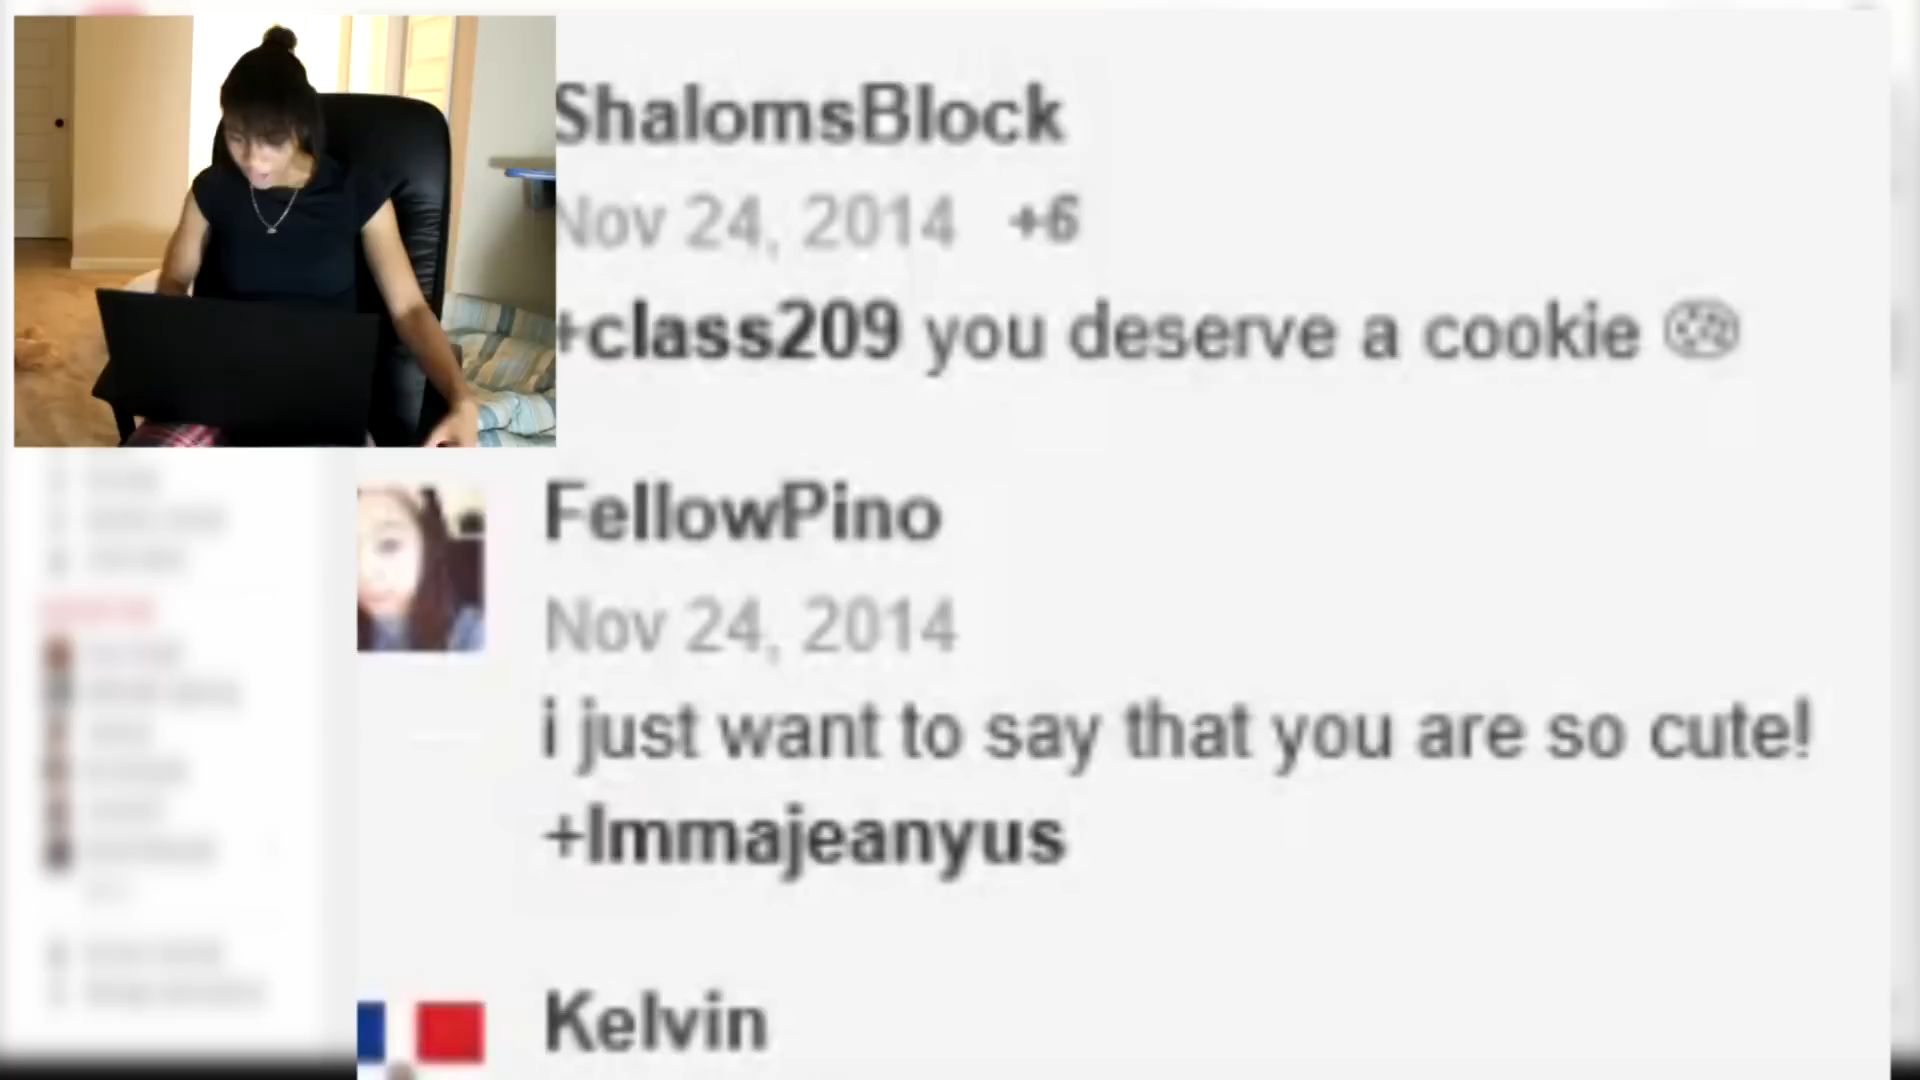 ShalomsBlock
Nov 24, 2014 +6
+class209 you deserve a cookie 🍪
FellowPino
Nov 24, 2014
i just want to say that you are so cute!
+Immajeanyus
Kelvin